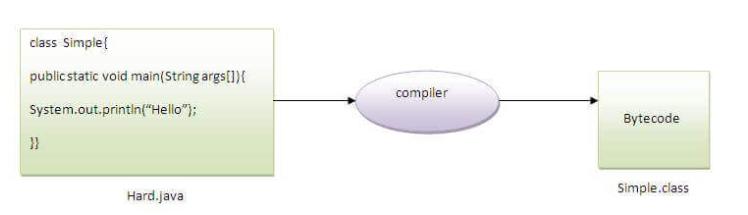 class Simple{
public static void main(String args[]){
System.out.println("Hello");
}}
Hard.java
compiler
Bytecode
Simple.class